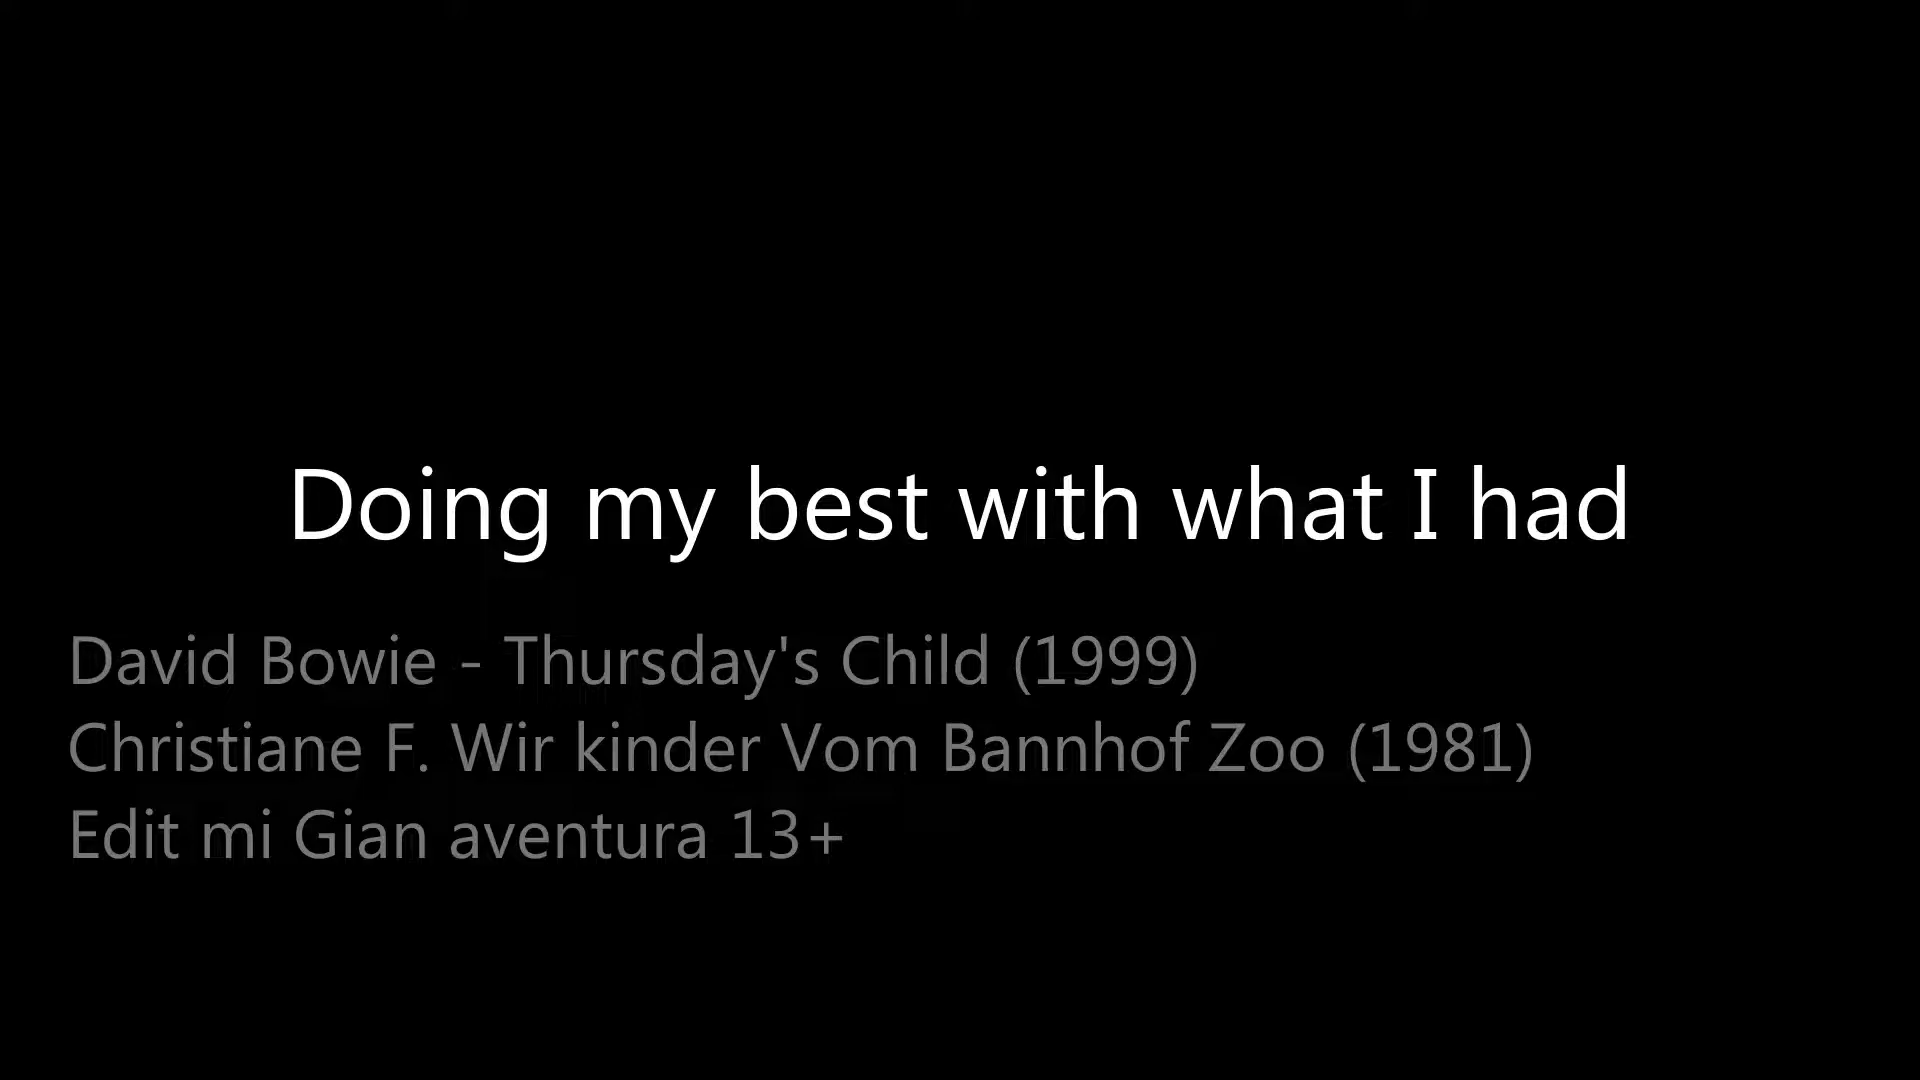 Doing my best with what I had
David Bowie - Thursday's Child (1999)
Christiane F. Wir kinder Vom Bannhof Zoo (1981)
Edit mi Gian aventura 13+